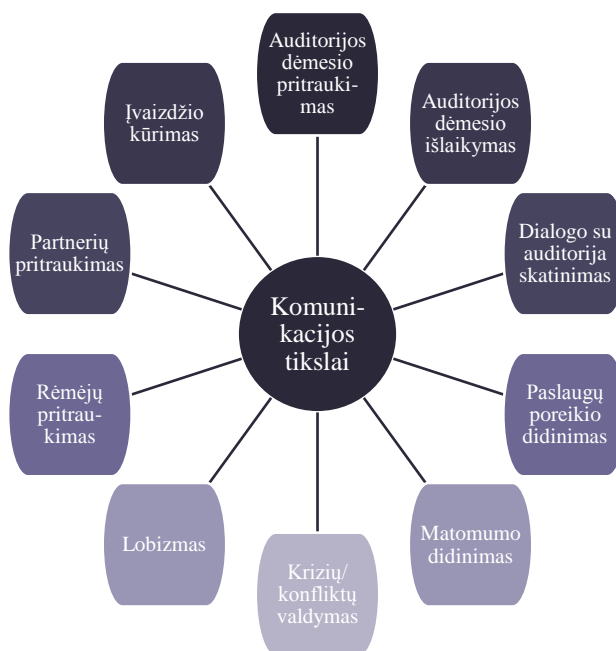 Komuni-
kacijos
tikslai
Auditorijos
dėmesio
pritrauki-
mas
Auditorijos
dėmesio
išlaikymas
Dialogo su
auditorija
skatinimas
Paslaugų
poreikio
didinimas
Matomumo
didinimas
Krizių/
konfliktų
valdymas
Lobizmas
Rėmėjų
pritrau-
kimas
Partnerių
pritraukimas
Įvaizdžio
kūrimas